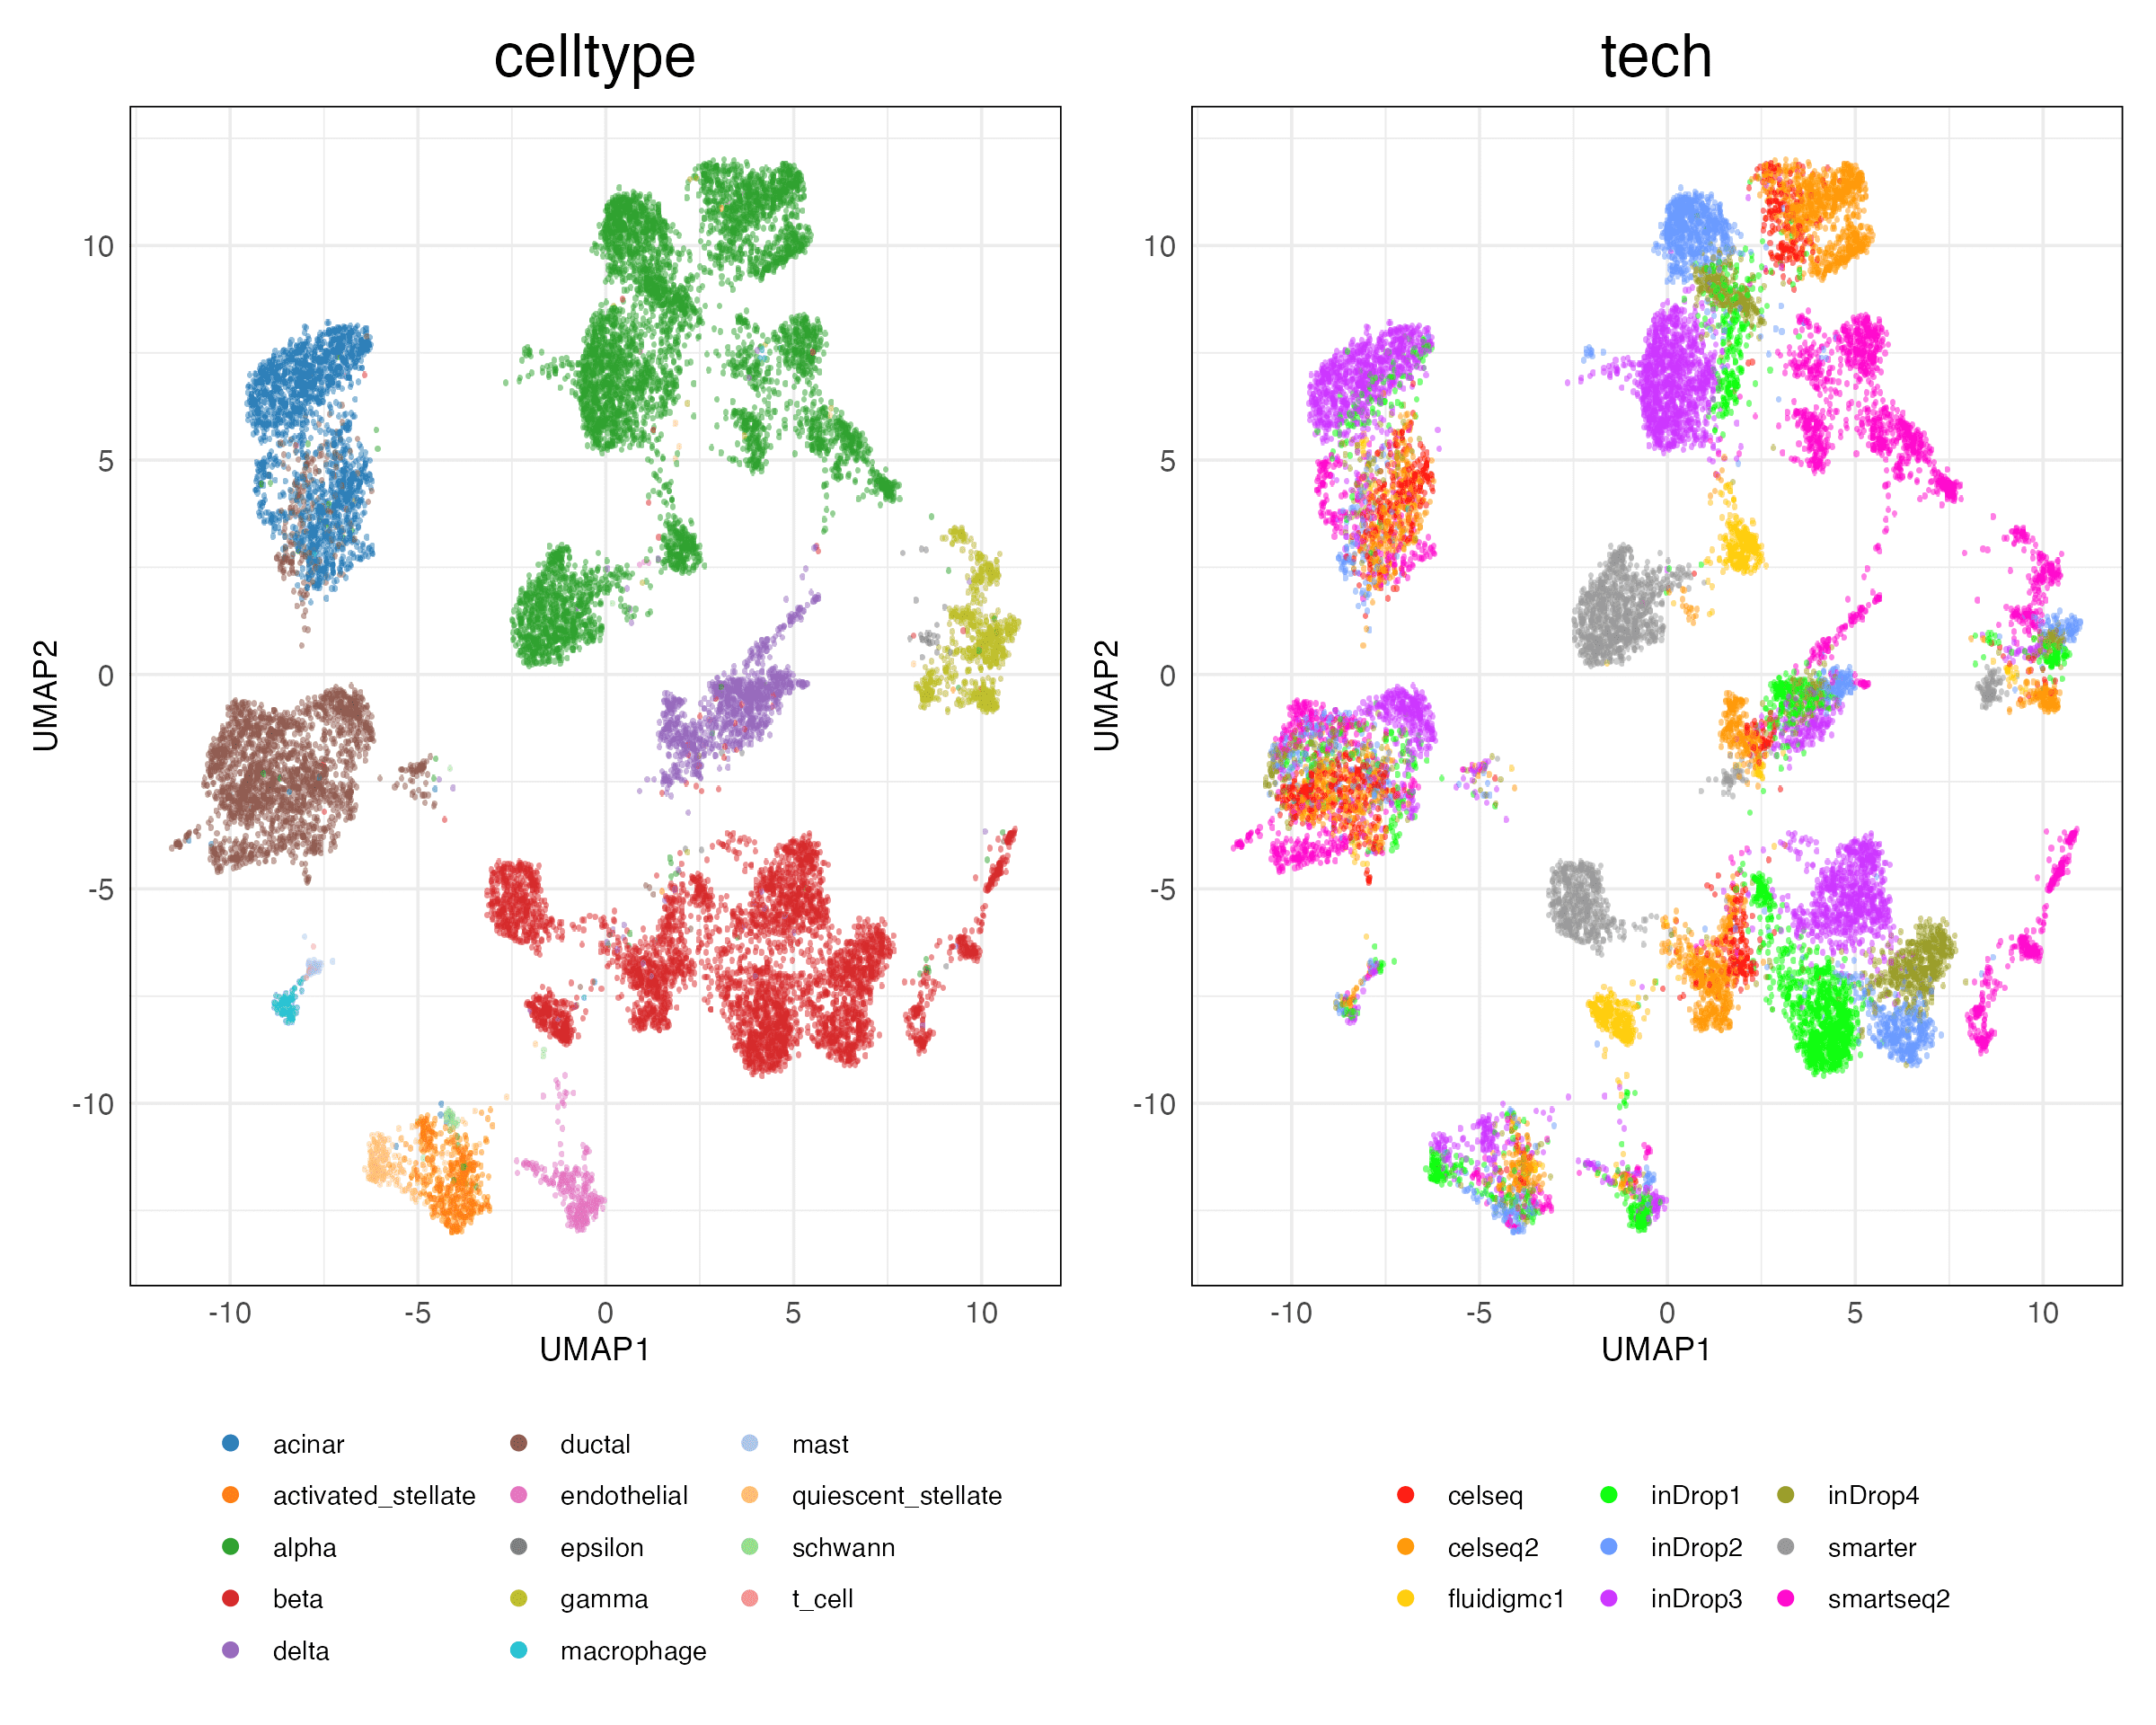 celltype
tech
10
5
0
-5
-10
UMAP2
-10 -5 0 5 10
UMAP1
10
5
0
-5
-10
UMAP2
-10 -5 0 5 10
UMAP1
acinar
activated_stellate
alpha
beta
delta
ductal
endothelial
epsilon
gamma
macrophage
mast
quiescent_stellate
schwann
t_cell
celseq
celseq2
fluidigmc1
inDrop1
inDrop2
inDrop3
inDrop4
smarter
smartseq2